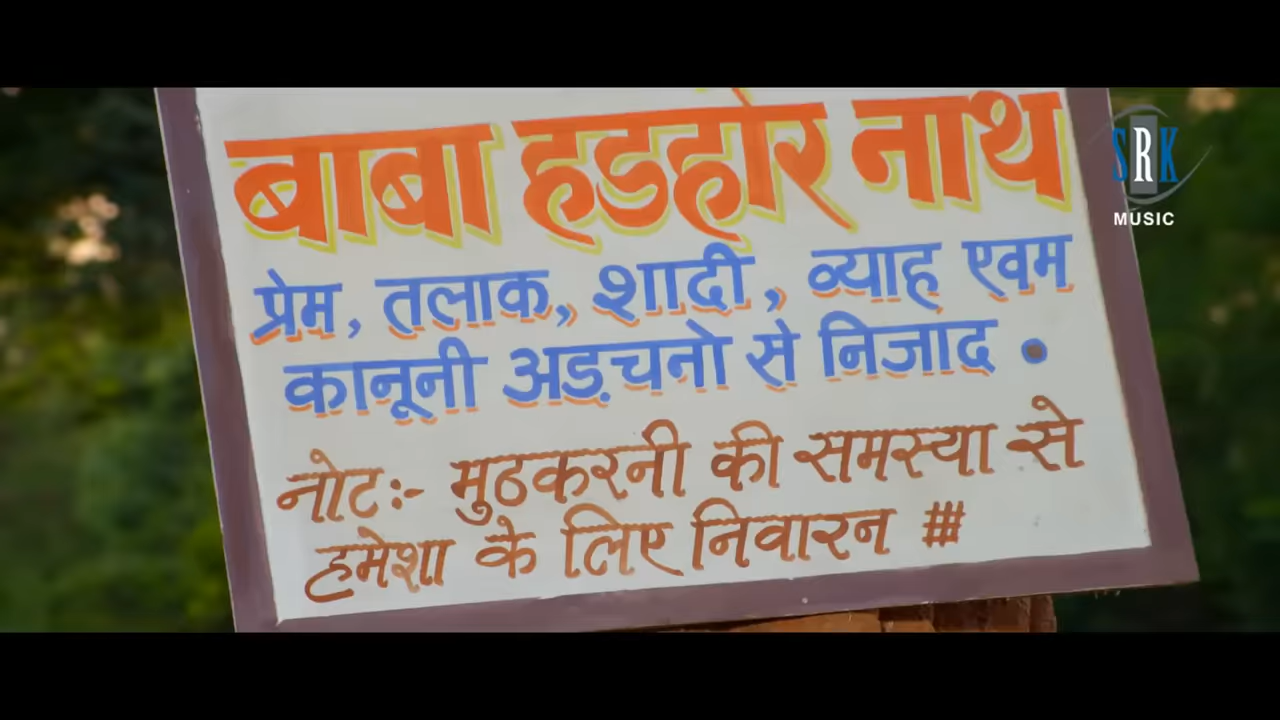 बाबा हडहोर नाथ
प्रेम, तलाक, शादी, व्याह एवम
कानूनी अड़चनो से निजाद •
नोट:- मुठकरनी की समस्या से
हमेशा के लिए निवारन #
SRK
MUSIC